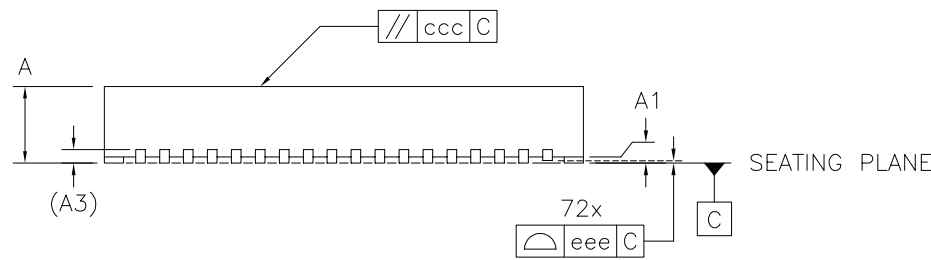 // ccc C
A
A1
SEATING PLANE
(A3)
72x
C
eee C